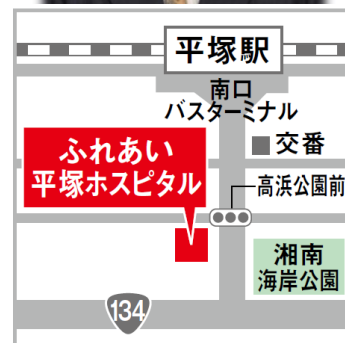 平塚駅
南口
バスターミナル
交番
ふれあい
平塚ホスピタル
高浜公園前
湘南
海岸公園
134